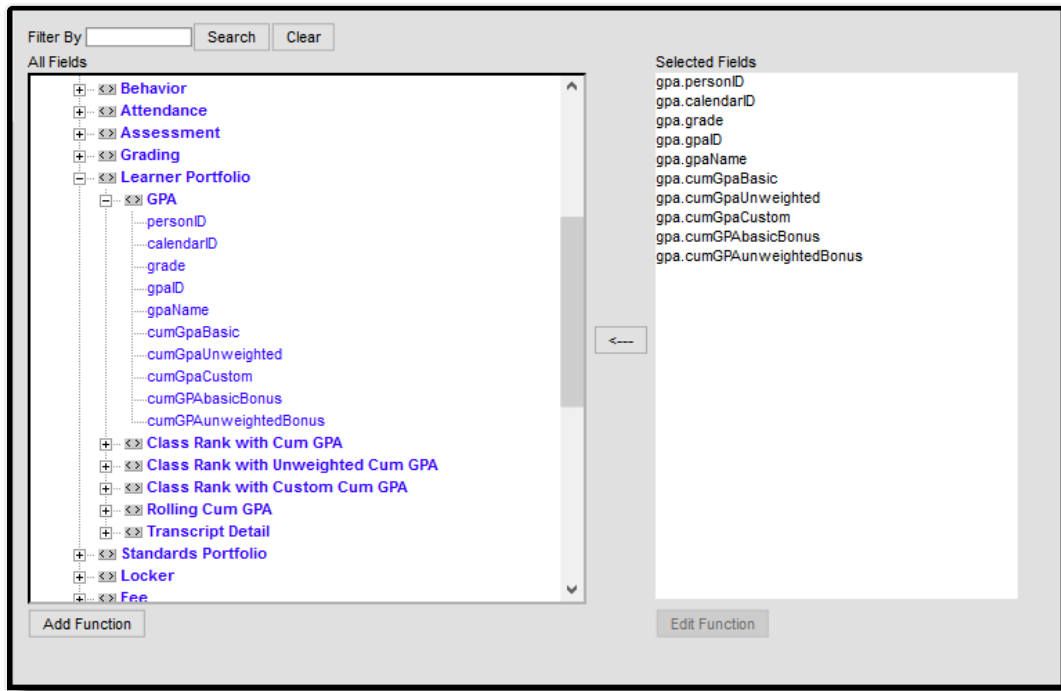 Filter By Search Clear
All Fields
Behavior
Attendance
Assessment
Grading
Learner Portfolio
GPA
personID
calendarID
grade
gpaID
gpaName
cumGpaBasic
cumGpaUnweighted
cumGpaCustom
cumGPAbasicBonus
cumGPAunweightedBonus
Class Rank with Cum GPA
Class Rank with Unweighted Cum GPA
Class Rank with Custom Cum GPA
Rolling Cum GPA
Transcript Detail
Standards Portfolio
Locker
Fee
Add Function
<---
Selected Fields
gpa.personID
gpa.calendarID
gpa.grade
gpa.gpaID
gpa.gpaName
gpa.cumGpaBasic
gpa.cumGpaUnweighted
gpa.cumGpaCustom
gpa.cumGPAbasicBonus
gpa.cumGPAunweightedBonus
Edit Function